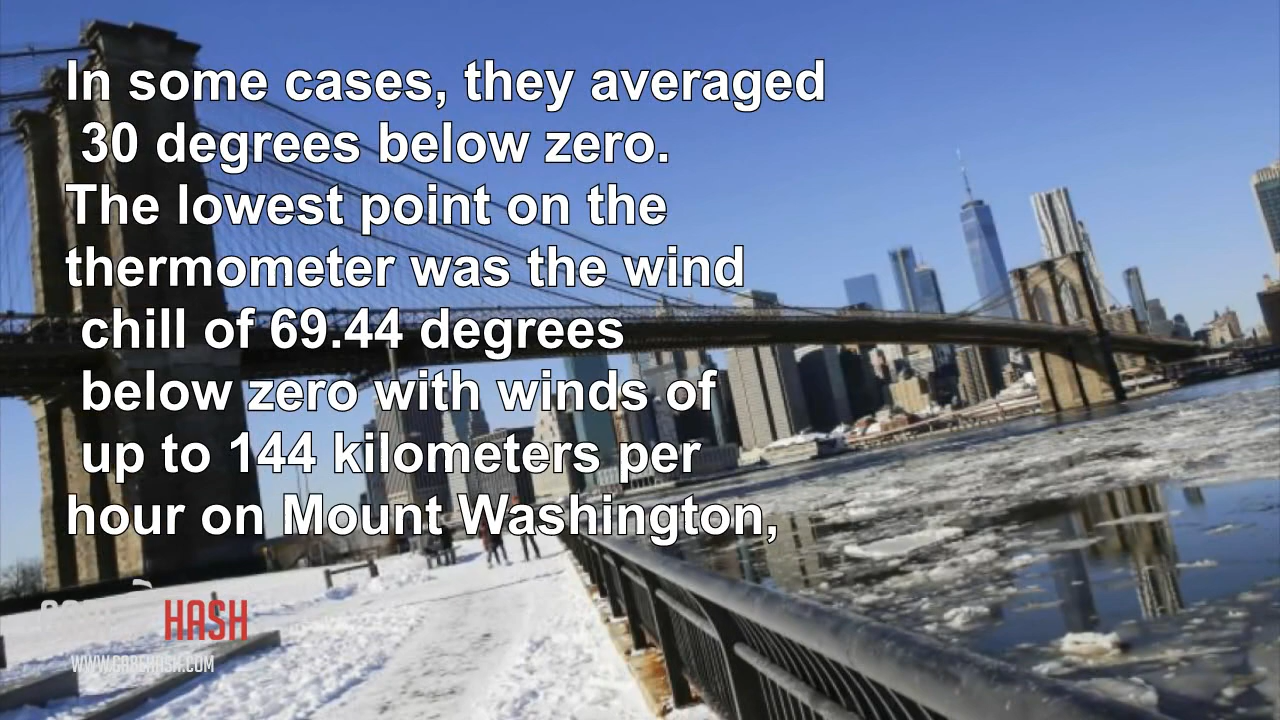 In some cases, they averaged
30 degrees below zero.
The lowest point on the
thermometer was the wind
chill of 69.44 degrees
below zero with winds of
up to 144 kilometers per
hour on Mount Washington,
HASH